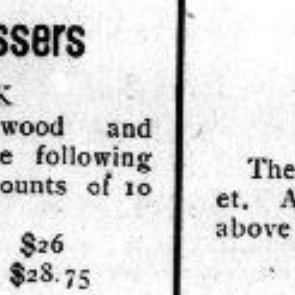 ssers
K
wood and
e following
ounts of 10
$26
$28.75
The
et. A
above